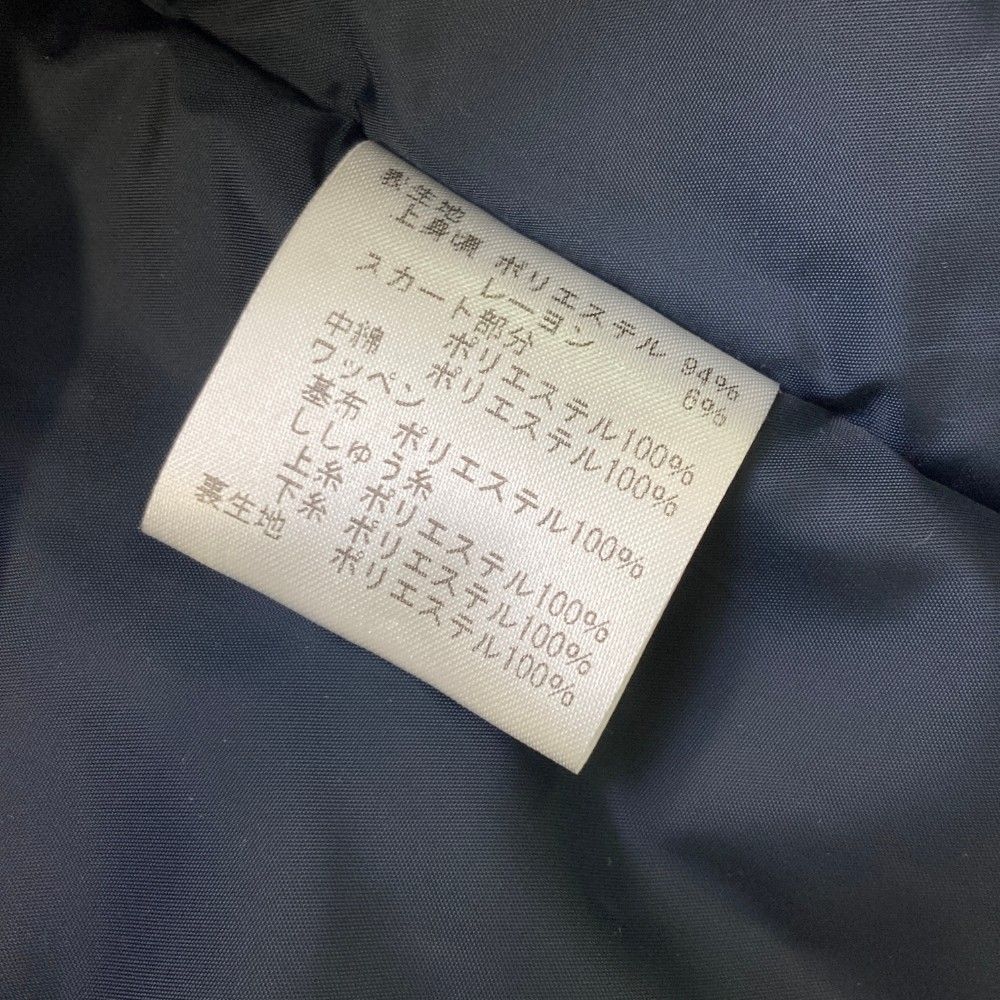 表生地
上身頃 ポリエステル 94%
レーヨン 6%
スカート部分
ポリエステル100%
中綿 ポリエステル100%
ワッペン
基布 ポリエステル100%
ししゅう糸
上糸 ポリエステル100%
下糸 ポリエステル100%
裏生地 ポリエステル100%